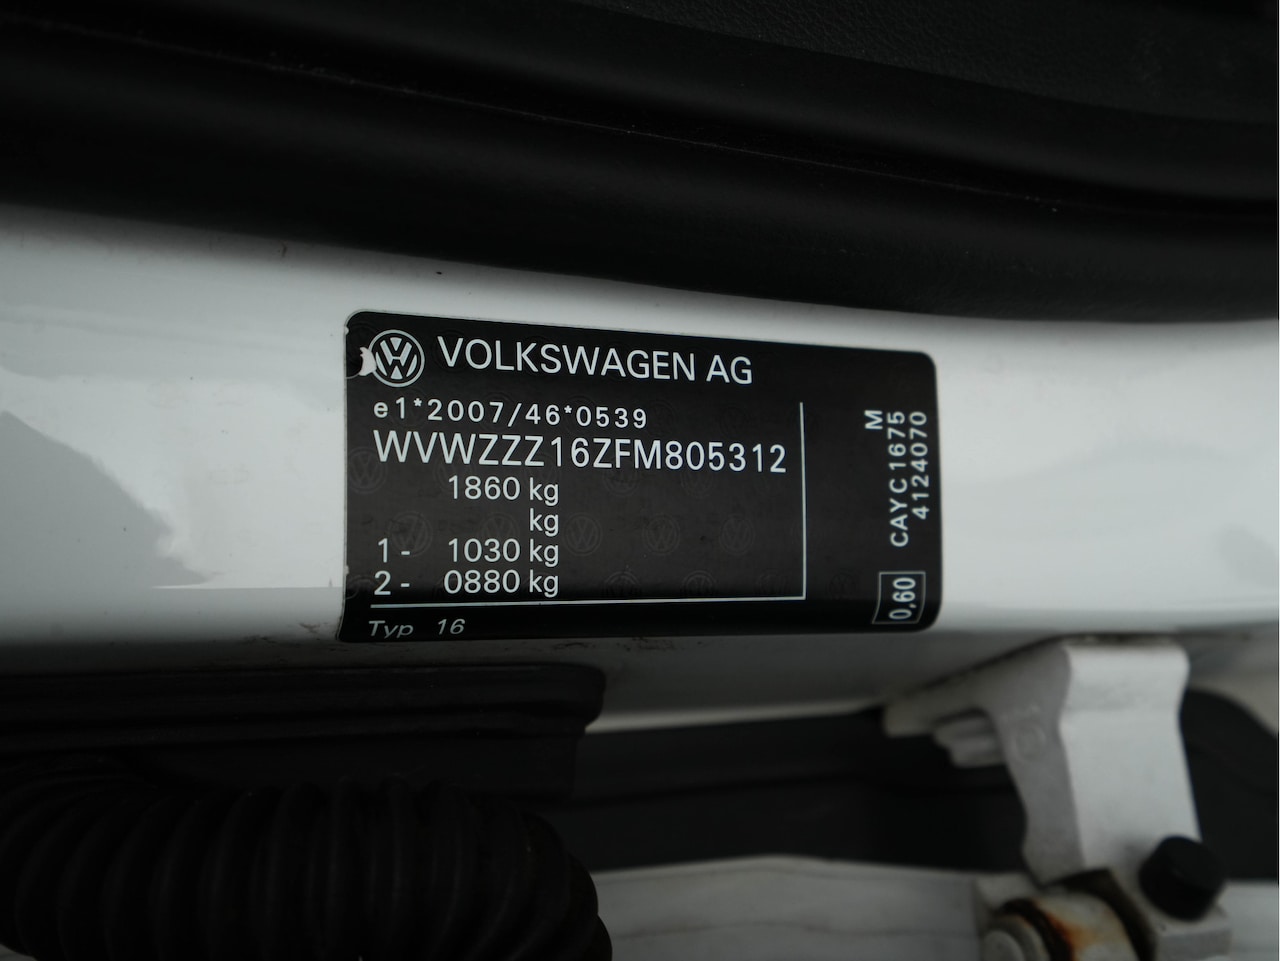 VOLKSWAGEN AG
e1*2007/46*0539
WVWZZZ16ZFM805312
1860 kg
kg
1- 1030 kg
2- 0880 kg
Typ 16
M
CAYC1675
4124070
0,60